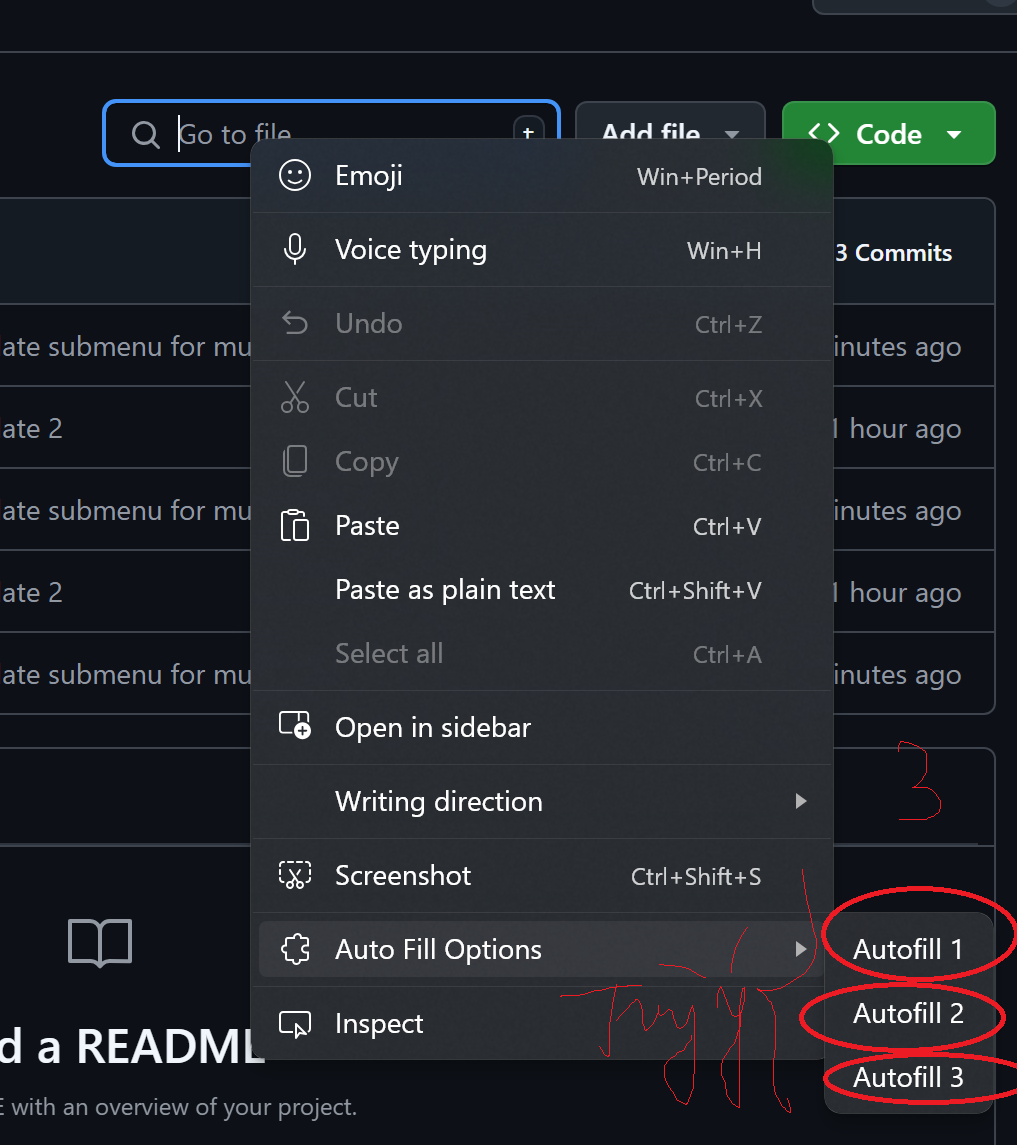 Go to file
Add file
Code
Emoji Win+Period
Voice typing Win+H
3 Commits
Undo Ctrl+Z
ate submenu for mu inutes ago
Cut Ctrl+X
ate 2 1 hour ago
Copy Ctrl+C
ate submenu for mu inutes ago
Paste Ctrl+V
ate 2 1 hour ago
Paste as plain text Ctrl+Shift+V
Select all Ctrl+A
ate submenu for mu inutes ago
Open in sidebar
3
Writing direction
Screenshot Ctrl+Shift+S
Auto Fill Options
Autofill 1
Autofill 2
Inspect
d a README
Autofill 3
E with an overview of your project.